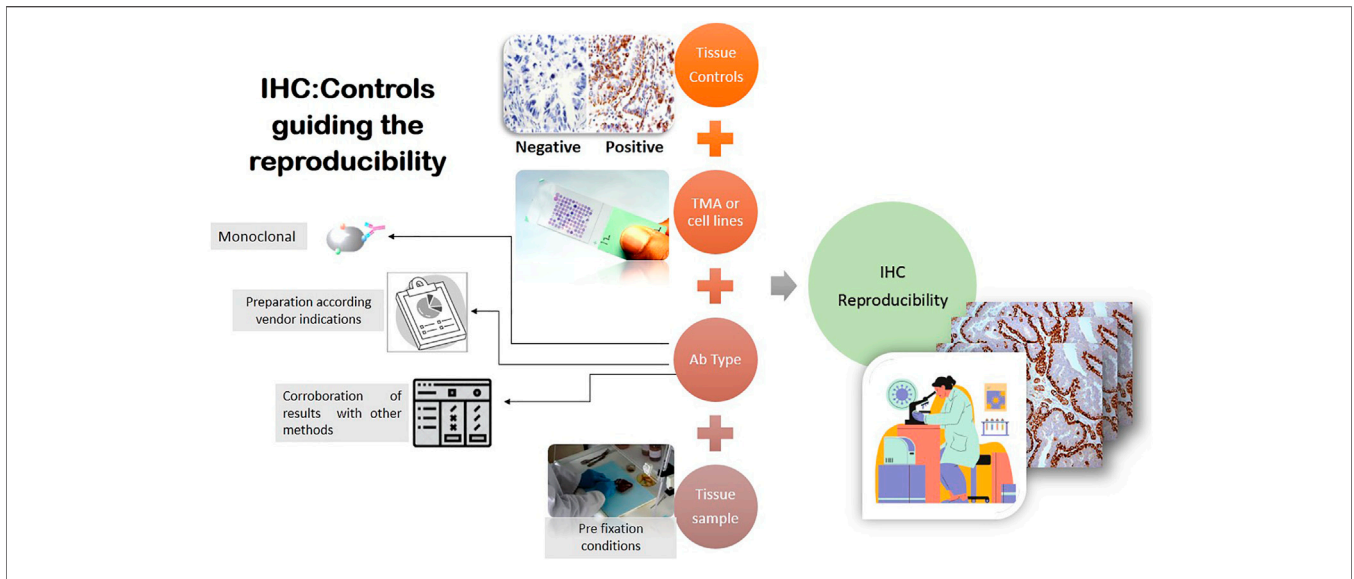 IHC:Controls
guiding the
reproducibility
Negative
Positive
Tissue
Controls
TMA or
cell lines
Monoclonal
Preparation according
vendor indications
Ab Type
Corroboration of
results with other
methods
Pre fixation
conditions
Tissue
sample
IHC
Reproducibility